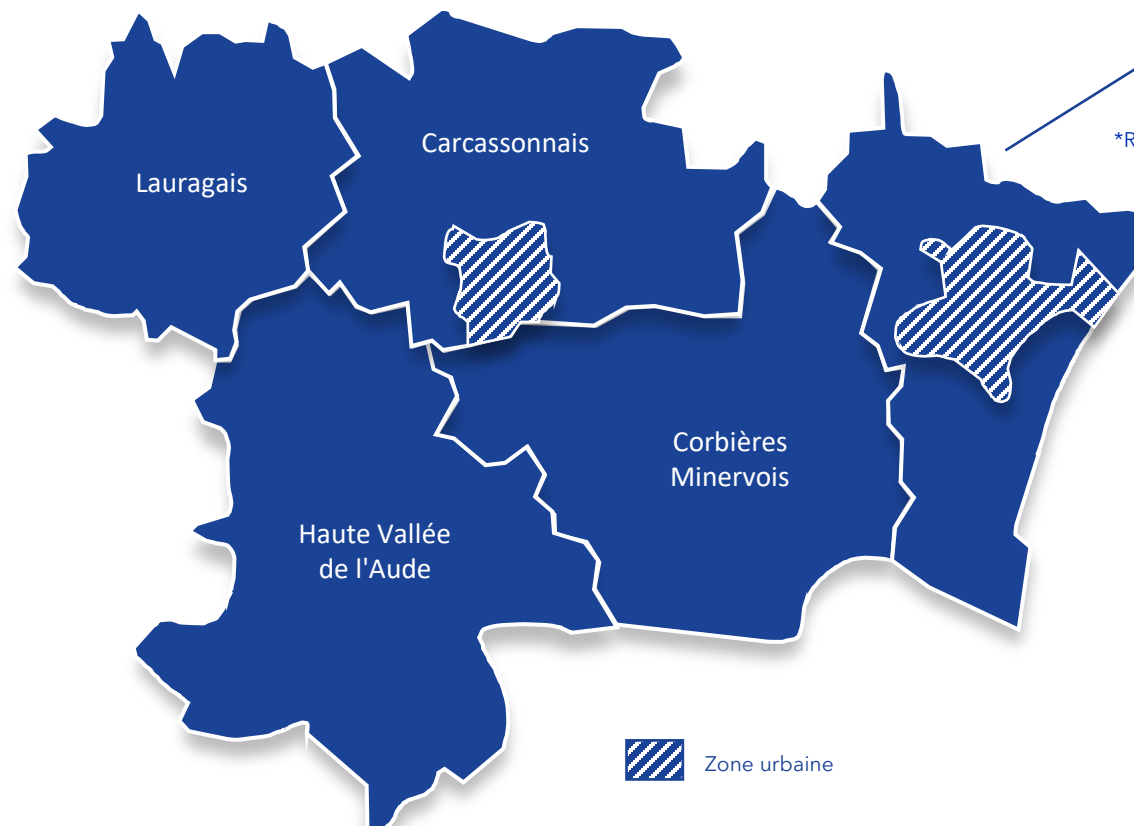 Carcassonnais
*R
Lauragais
Corbières
Minervois
Haute Vallée
de l'Aude
Zone urbaine